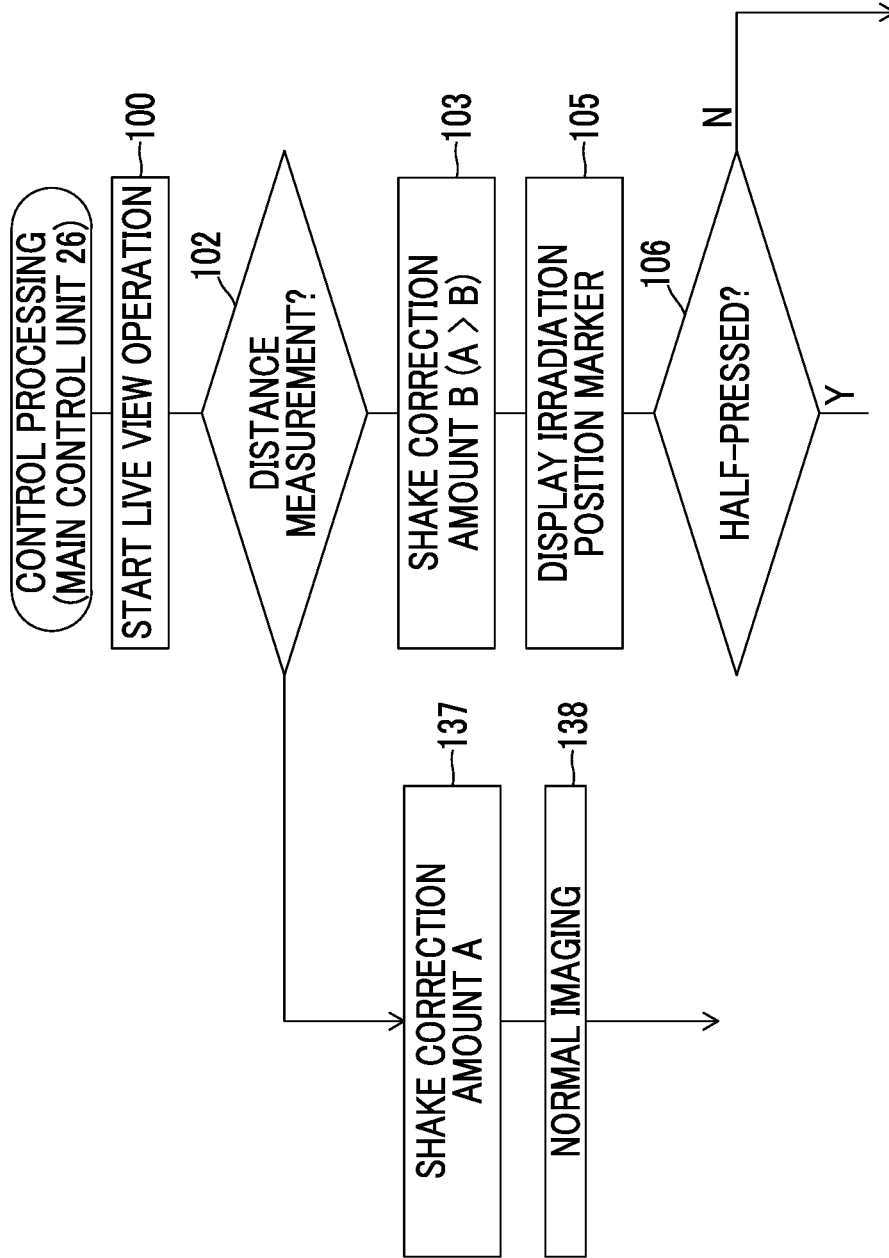 CONTROL PROCESSING
(MAIN CONTROL UNIT 26)
START LIVE VIEW OPERATION
100
102
DISTANCE
MEASUREMENT?
SHAKE CORRECTION
AMOUNT B (A > B)
103
DISPLAY IRRADIATION
POSITION MARKER
105
106
HALF-PRESSED?
N
Y
SHAKE CORRECTION
AMOUNT A
137
NORMAL IMAGING
138